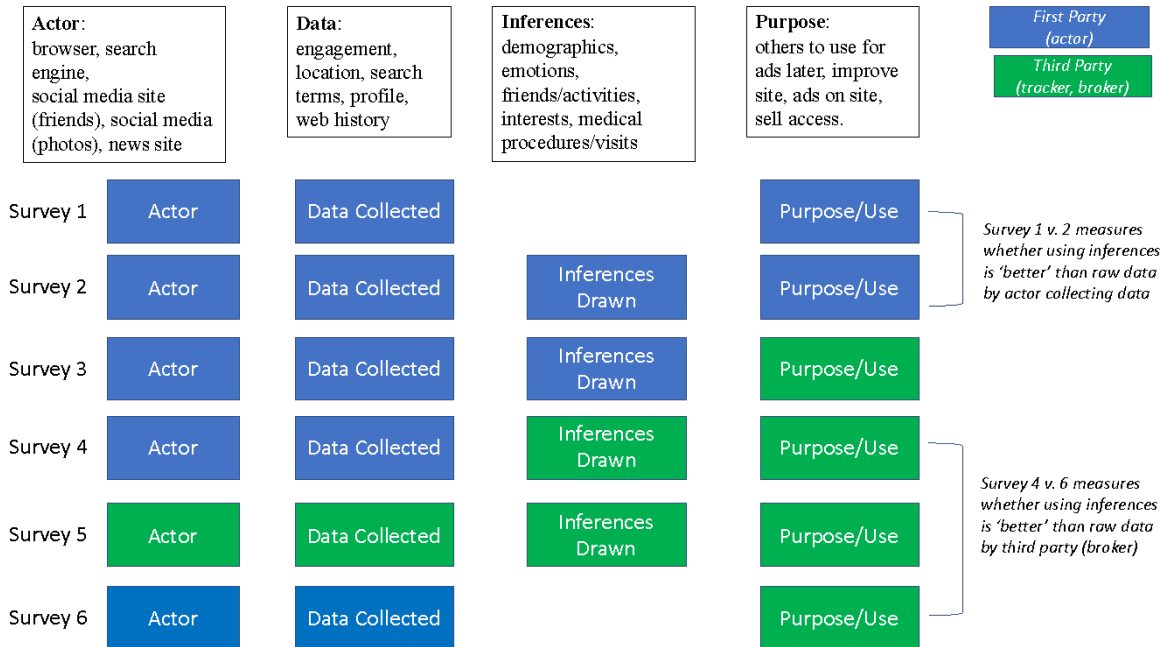 Actor:
browser, search
engine,
social media site
(friends), social media
(photos), news site
Data:
engagement,
location, search
terms, profile,
web history
Inferences:
demographics,
emotions,
friends/activities,
interests, medical
procedures/visits
Purpose:
others to use for
ads later, improve
site, ads on site,
sell access.
First Party
(actor)
Third Party
(tracker, broker)
Survey 1
Actor
Data Collected
Purpose/Use
Survey 2
Actor
Data Collected
Inferences
Drawn
Purpose/Use
Survey 1 v. 2 measures
whether using inferences
is ‘better’ than raw data
by actor collecting data
Survey 3
Actor
Data Collected
Inferences
Drawn
Purpose/Use
Survey 4
Actor
Data Collected
Inferences
Drawn
Purpose/Use
Survey 5
Actor
Data Collected
Inferences
Drawn
Purpose/Use
Survey 4 v. 6 measures
whether using inferences
is ‘better’ than raw data
by third party (broker)
Survey 6
Actor
Data Collected
Purpose/Use